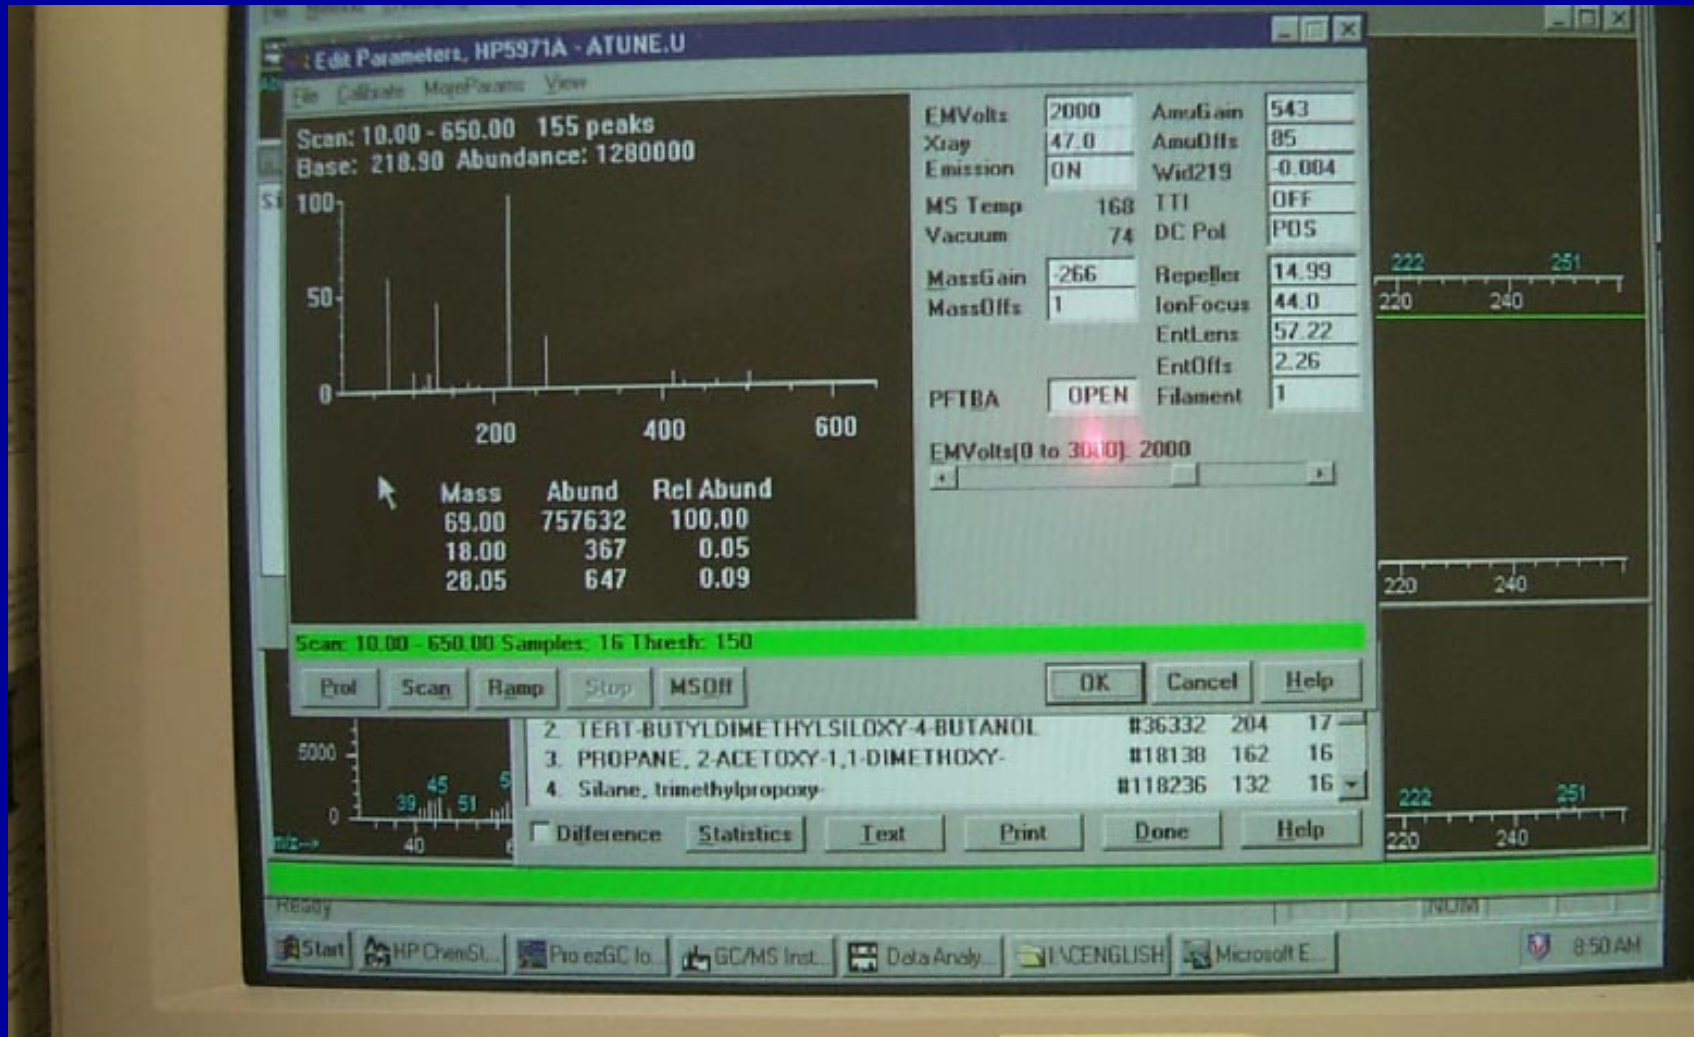 Edit Parameters, HP5971A - ATUNE.U
File Calibrate MoreParams View
Scan: 10.00 - 650.00 155 peaks
Base: 218.90 Abundance: 1280000
100
50
0
200 400 600
Mass Abund Rel Abund
69.00 757632 100.00
18.00 367 0.05
28.05 647 0.09
EMVolts 2000 AmuGain 543
Xray 47.0 AmuOffs 85
Emission ON Wid219 -0.004
MS Temp 168 TTI OFF
Vacuum 74 DC Pol POS
MassGain -266 Repeller 14.99
MassOffs 1 IonFocus 44.0
EntLens 57.22
EntOffs 2.26
PFTBA OPEN Filament 1
EMVolts(0 to 3000): 2000
Scan: 10.00 - 650.00 Samples: 16 Thresh: 150
Prof Scan Ramp Stop MSOff OK Cancel Help
222 251
220 240
220 240
2. TERT-BUTYLDIMETHYLSILOXY-4-BUTANOL #36332 204 17
3. PROPANE, 2-ACETOXY-1,1-DIMETHOXY- #18138 162 16
4. Silane, trimethylpropoxy- #118236 132 16
Difference Statistics Text Print Done Help
5000
39 45 51
0
m/z--> 40
222 251
220 240
Ready NUM
Start HP ChemSt... Pro ezGC fo... GC/MS Inst... Data Analy... I:\CENGLISH Microsoft E... 8:50 AM